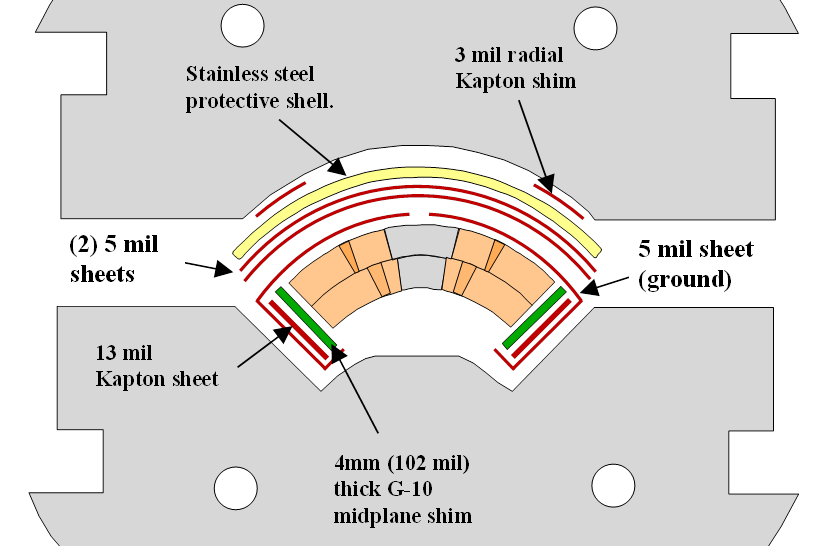 Stainless steel
protective shell.
3 mil radial
Kapton shim
(2) 5 mil
sheets
5 mil sheet
(ground)
13 mil
Kapton sheet
4mm (102 mil)
thick G-10
midplane shim